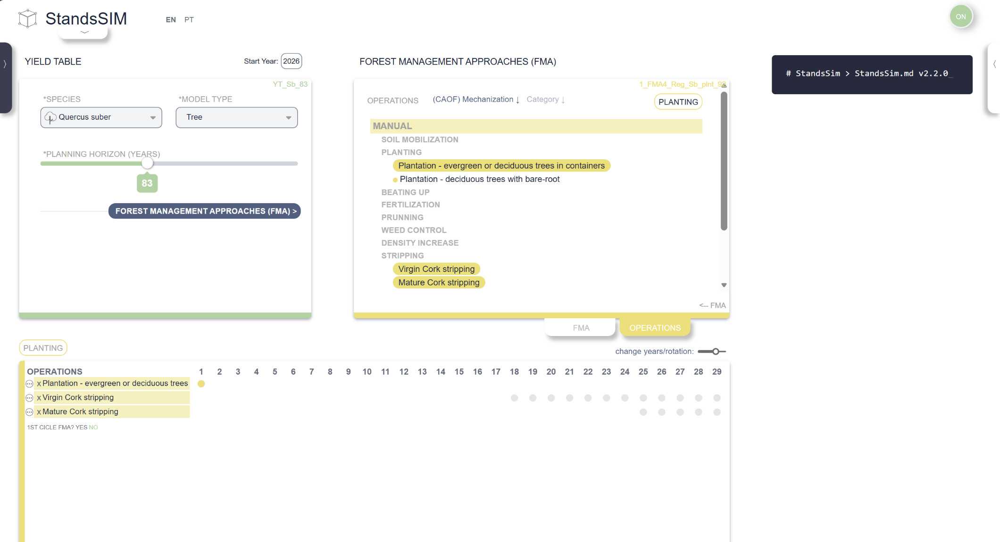 StandsSIM
EN PT
ON
YIELD TABLE
Start Year: 2026
YT_Sb_83
*SPECIES
*MODEL TYPE
Quercus suber
Tree
*PLANNING HORIZON (YEARS)
83
FOREST MANAGEMENT APPROACHES (FMA) >
FOREST MANAGEMENT APPROACHES (FMA)
OPERATIONS (CAOF) Mechanization ↓ Category ↓
PLANTING
MANUAL
SOIL MOBILIZATION
PLANTING
Plantation - evergreen or deciduous trees in containers
Plantation - deciduous trees with bare-root
BEATING UP
FERTILIZATION
PRUNNING
WEED CONTROL
DENSITY INCREASE
STRIPPING
Virgin Cork stripping
Mature Cork stripping
<-- FMA
FMA
OPERATIONS
# StandsSim > StandsSim.md v2.2.0_
PLANTING
change years/rotation:
OPERATIONS 1 2 3 4 5 6 7 8 9 10 11 12 13 14 15 16 17 18 19 20 21 22 23 24 25 26 27 28 29
x Plantation - evergreen or deciduous trees
x Virgin Cork stripping
x Mature Cork stripping
1ST CICLE FMA? YES NO